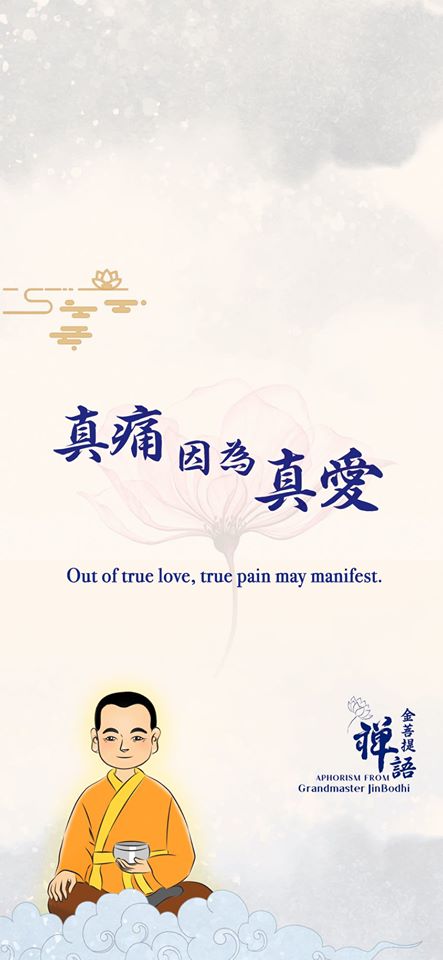 真痛因為真愛
Out of true love, true pain may manifest.
金菩提
禅語
APHORISM FROM
Grandmaster JinBodhi